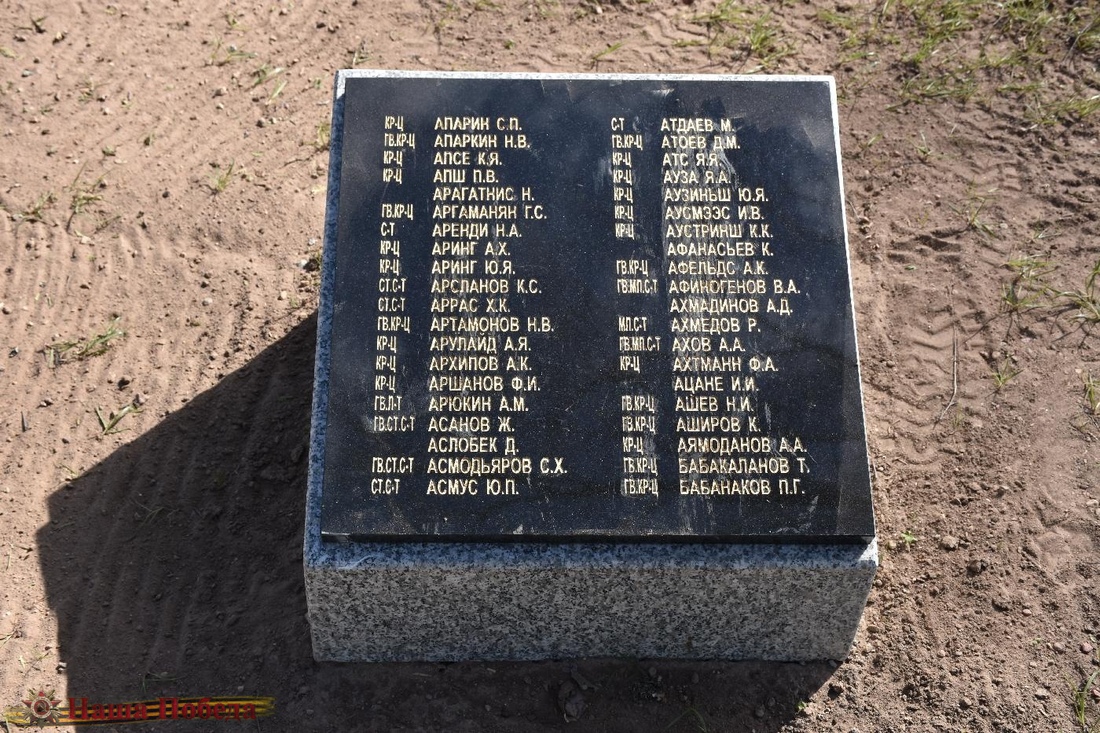 КР-Ц АПАРИН С.П.
ГВ.КР-Ц АПАРКИН Н.В.
КР-Ц АПСЕ К.Я.
КР-Ц АПШ П.В.
АРАГАТНИС Н.
ГВ.КР-Ц АРГАМАНЯН Г.С.
С-Т АРЕНДИ Н.А.
КР-Ц АРИНГ А.Х.
КР-Ц АРИНГ Ю.Я.
СТ.С-Т АРСЛАНОВ К.С.
СТ.С-Т АРРАС Х.К.
ГВ.КР-Ц АРТАМОНОВ Н.В.
КР-Ц АРУЛАИД А.Я.
КР-Ц АРХИПОВ А.К.
КР-Ц АРШАНОВ Ф.И.
ГВ.Л-Т АРЮКИН А.М.
ГВ.СТ.С-Т АСАНОВ Ж.
АСЛОБЕК Д.
ГВ.СТ.С-Т АСМОДЬЯРОВ С.Х.
СТ.С-Т АСМУС Ю.П.
С-Т АТДАЕВ М.
ГВ.КР-Ц АТОЕВ Д.М.
КР-Ц АТС Я.Я.
КР-Ц АУЗА Я.А.
КР-Ц АУЗИНЬШ Ю.Я.
КР-Ц АУСМЭЭС И.В.
КР-Ц АУСТРИНШ К.К.
АФАНАСЬЕВ К.
ГВ.КР-Ц АФЕЛЬДС А.К.
ГВ.МЛ.С-Т АФИНОГЕНОВ В.А.
АХМАДИНОВ А.Д.
МЛ.С-Т АХМЕДОВ Р.
ГВ.МЛ.С-Т АХОВ А.А.
КР-Ц АХТМАНН Ф.А.
АЦАНЕ И.И.
ГВ.КР-Ц АШЕВ Н.И.
ГВ.КР-Ц АШИРОВ К.
КР-Ц АЯМОДАНОВ А.А.
ГВ.КР-Ц БАБАКАЛАНОВ Т.
ГВ.КР-Ц БАБАНАКОВ П.Г.
Наша Победа